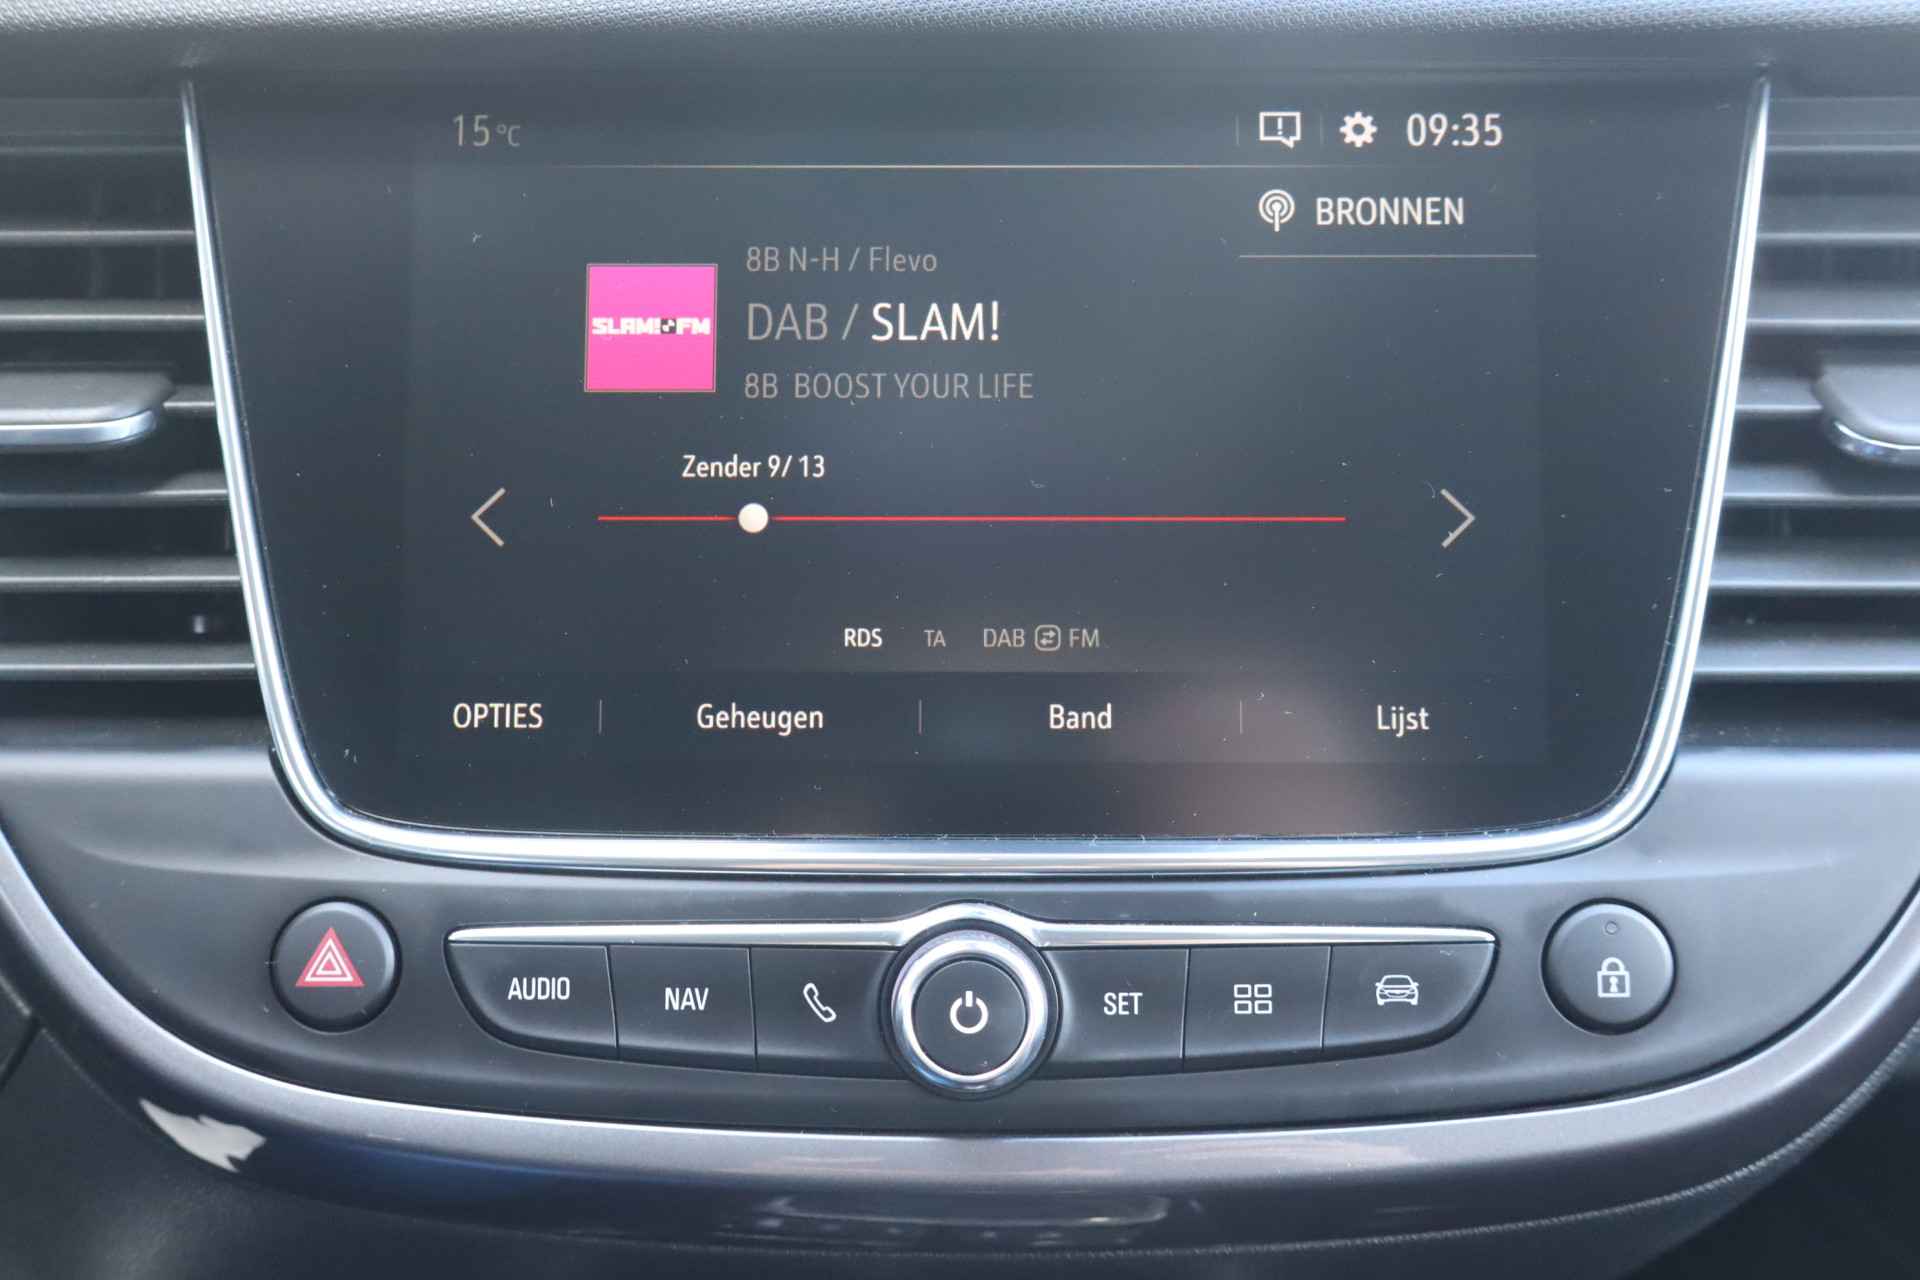 15°C
09:35
BRONNEN
8B N-H / Flevo
SLAM! FM
DAB / SLAM!
8B BOOST YOUR LIFE
Zender 9/ 13
RDS TA DAB FM
OPTIES Geheugen Band Lijst
AUDIO NAV SET